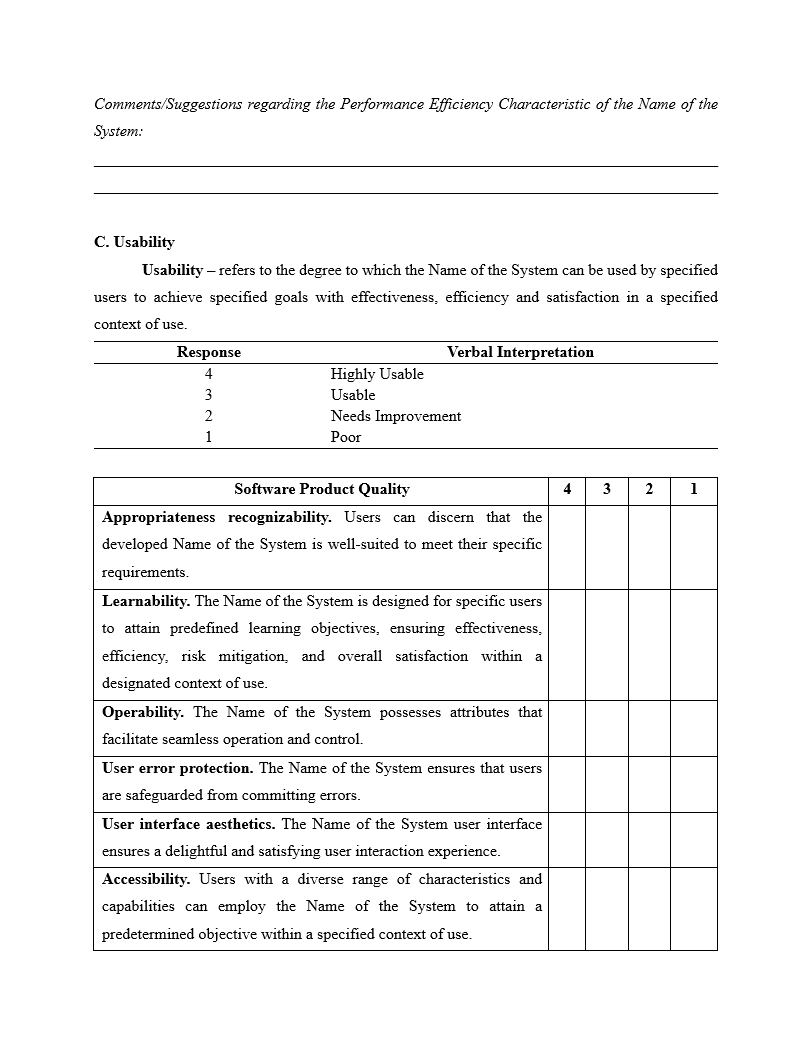 Comments/Suggestions regarding the Performance Efficiency Characteristic of the Name of the
System:
C. Usability
Usability – refers to the degree to which the Name of the System can be used by specified
users to achieve specified goals with effectiveness, efficiency and satisfaction in a specified
context of use.
Response Verbal Interpretation
4 Highly Usable
3 Usable
2 Needs Improvement
1 Poor
Software Product Quality 4 3 2 1
Appropriateness recognizability. Users can discern that the
developed Name of the System is well-suited to meet their specific
requirements.
Learnability. The Name of the System is designed for specific users
to attain predefined learning objectives, ensuring effectiveness,
efficiency, risk mitigation, and overall satisfaction within a
designated context of use.
Operability. The Name of the System possesses attributes that
facilitate seamless operation and control.
User error protection. The Name of the System ensures that users
are safeguarded from committing errors.
User interface aesthetics. The Name of the System user interface
ensures a delightful and satisfying user interaction experience.
Accessibility. Users with a diverse range of characteristics and
capabilities can employ the Name of the System to attain a
predetermined objective within a specified context of use.